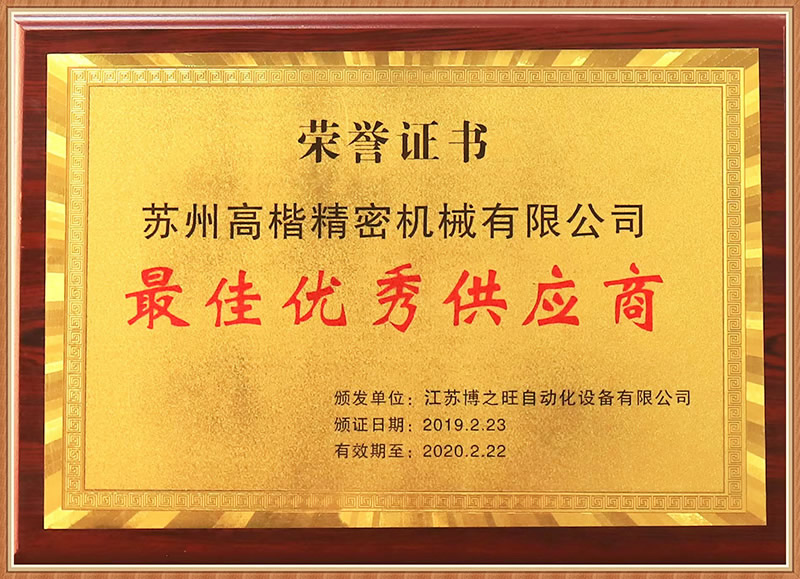 荣誉证书
苏州高楷精密机械有限公司
最佳优秀供应商
颁发单位：江苏博之旺自动化设备有限公司
颁证日期：2019.2.23
有效期至：2020.2.22